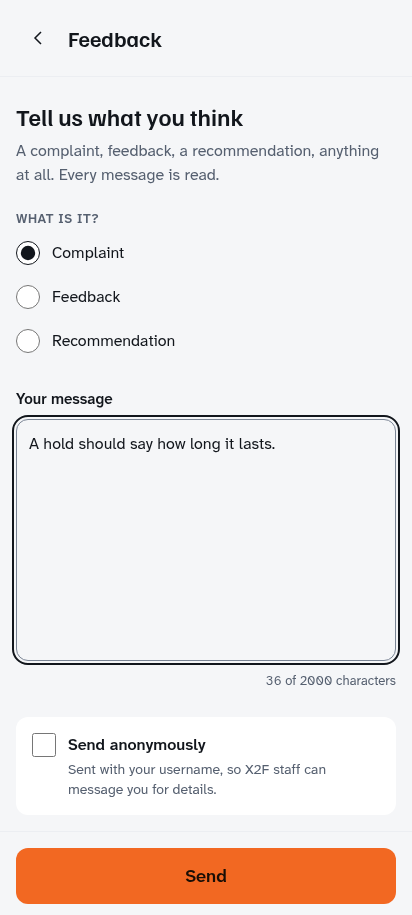 Feedback
Tell us what you think
A complaint, feedback, a recommendation, anything
at all. Every message is read.
WHAT IS IT?
Complaint
Feedback
Recommendation
Your message
A hold should say how long it lasts.
36 of 2000 characters
Send anonymously
Sent with your username, so X2F staff can
message you for details.
Send